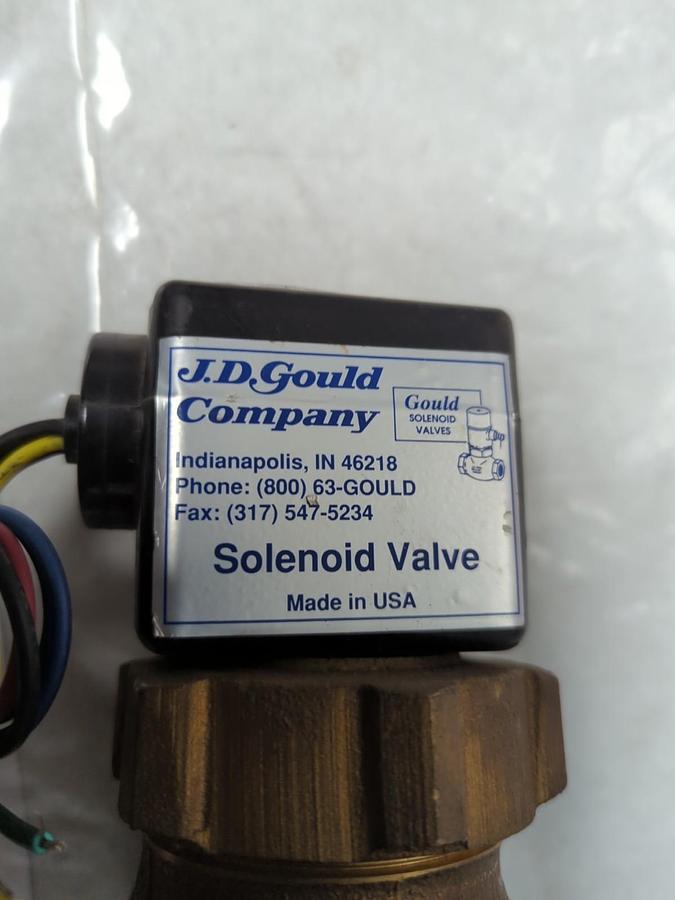 J.D.Gould
Company
Gould
SOLENOID
VALVES
Indianapolis, IN 46218
Phone: (800) 63-GOULD
Fax: (317) 547-5234
Solenoid Valve
Made in USA